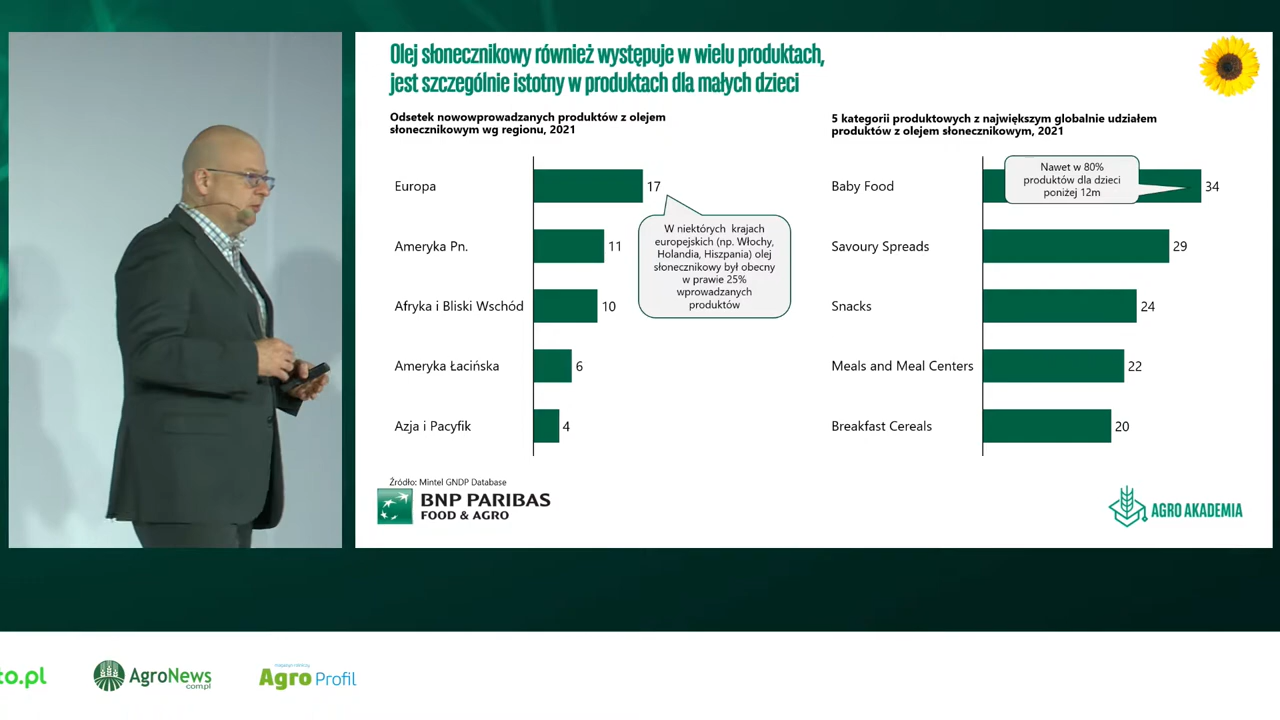 Olej słonecznikowy również występuje w wielu produktach,
jest szczególnie istotny w produktach dla małych dzieci
Odsetek nowowprowadzanych produktów z olejem
słonecznikowym wg regionu, 2021
Europa
17
W niektórych krajach
europejskich (np. Włochy,
Holandia, Hiszpania) olej
słonecznikowy był obecny
w prawie 25%
wprowadzanych
produktów
Ameryka Pn.
11
Afryka i Bliski Wschód
10
Ameryka Łacińska
6
Azja i Pacyfik
4
5 kategorii produktowych z największym globalnie udziałem
produktów z olejem słonecznikowym, 2021
Baby Food
Nawet w 80%
produktów dla dzieci
poniżej 12m
34
Savoury Spreads
29
Snacks
24
Meals and Meal Centers
22
Breakfast Cereals
20
Źródło: Mintel GNDP Database
BNP PARIBAS
FOOD & AGRO
AGRO AKADEMIA
to.pl
AgroNews
com.pl
magazyn rolniczy
Agro Profil